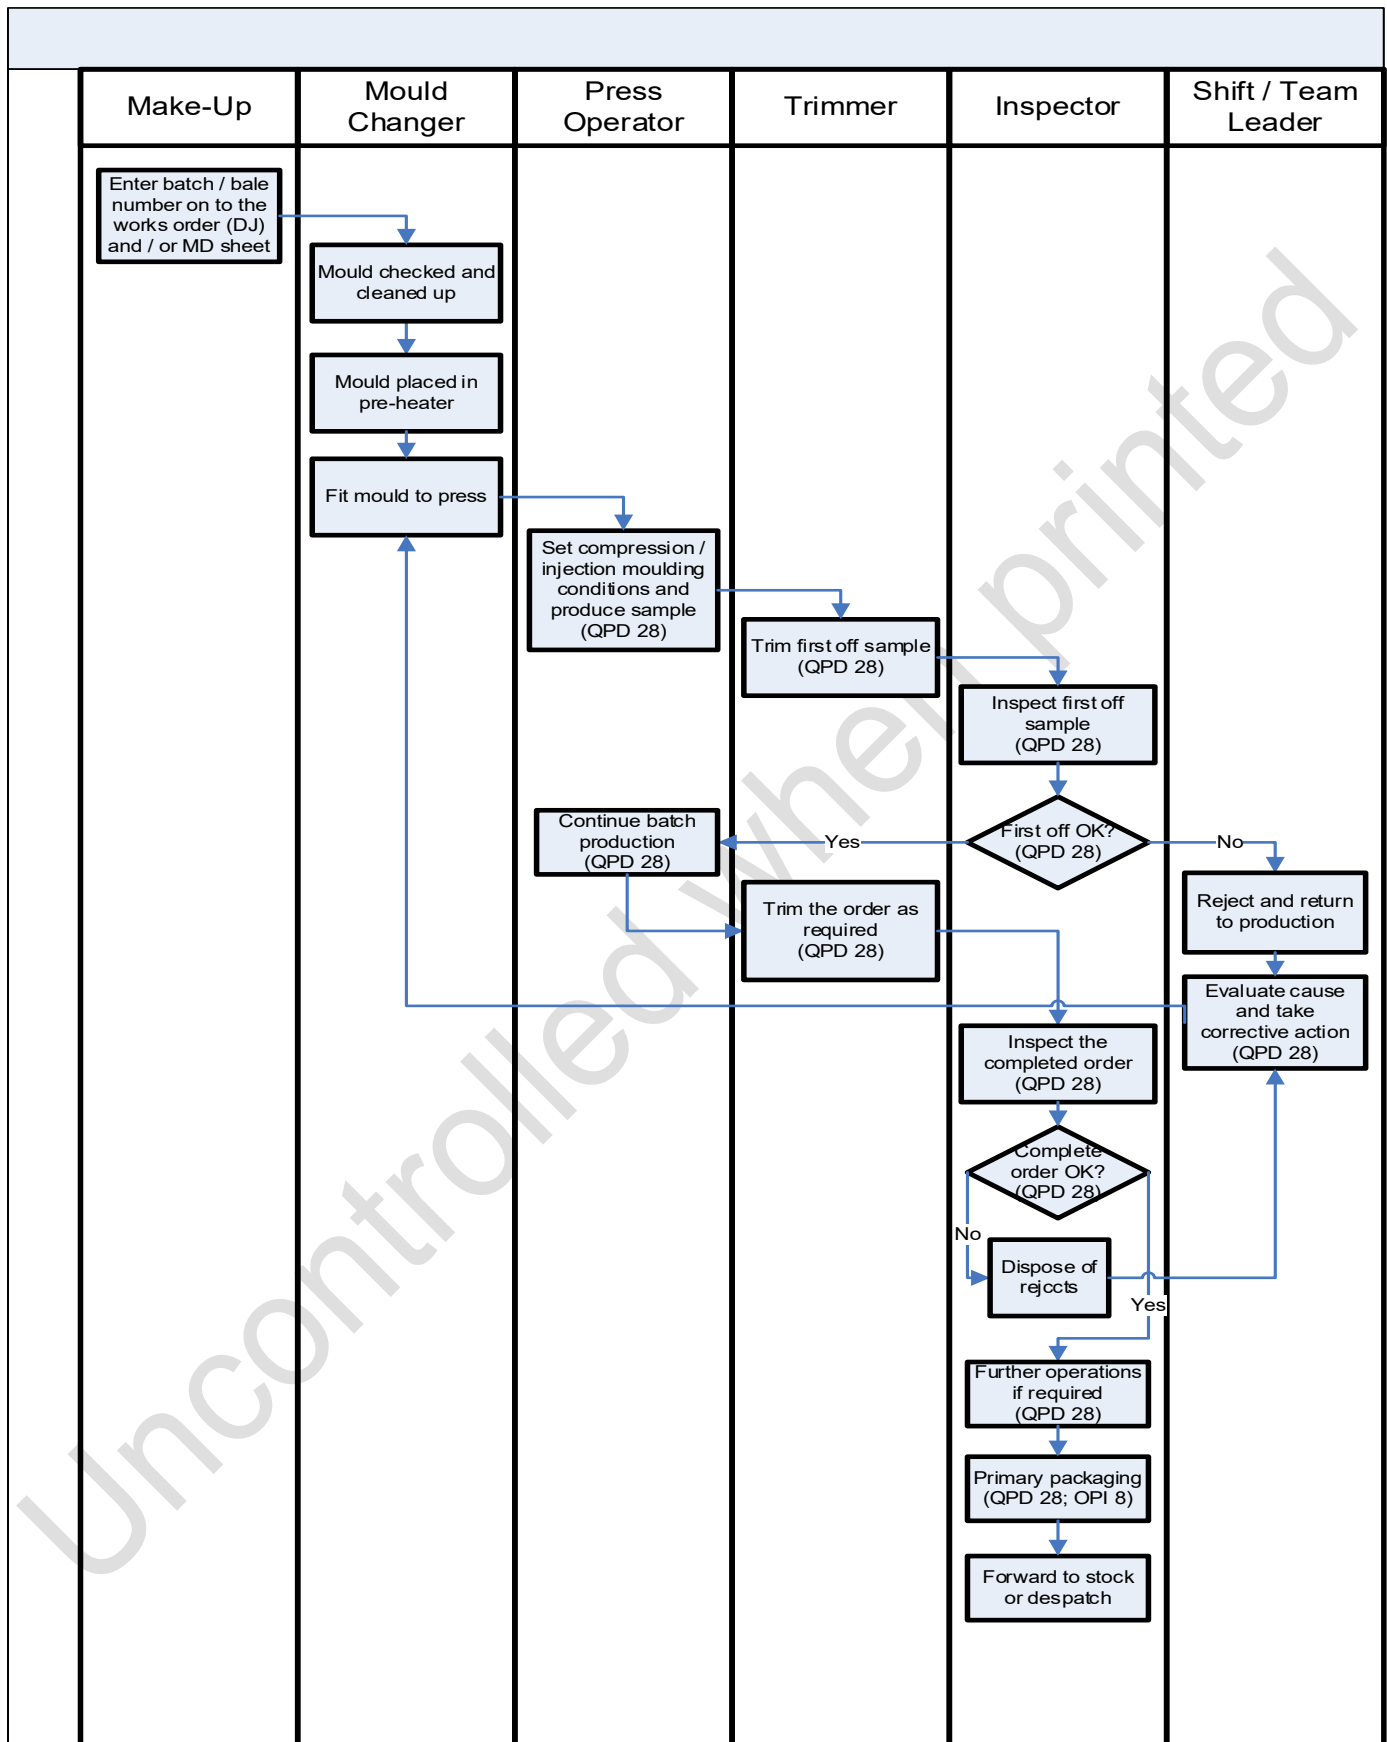 Make-Up
Mould
Changer
Press
Operator
Trimmer
Inspector
Shift / Team
Leader
Enter batch / bale
number on to the
works order (DJ)
and / or MD sheet
Mould checked and
cleaned up
Mould placed in
pre-heater
Fit mould to press
Set compression /
injection moulding
conditions and
produce sample
(QPD 28)
Trim first off sample
(QPD 28)
Inspect first off
sample
(QPD 28)
First off OK?
(QPD 28)
Yes
No
Continue batch
production
(QPD 28)
Reject and return
to production
Trim the order as
required
(QPD 28)
Evaluate cause
and take
corrective action
(QPD 28)
Inspect the
completed order
(QPD 28)
Complete
order OK?
(QPD 28)
No
Dispose of
rejccts
Yes
Further operations
if required
(QPD 28)
Primary packaging
(QPD 28; OPI 8)
Forward to stock
or despatch
Uncontrolled when printed